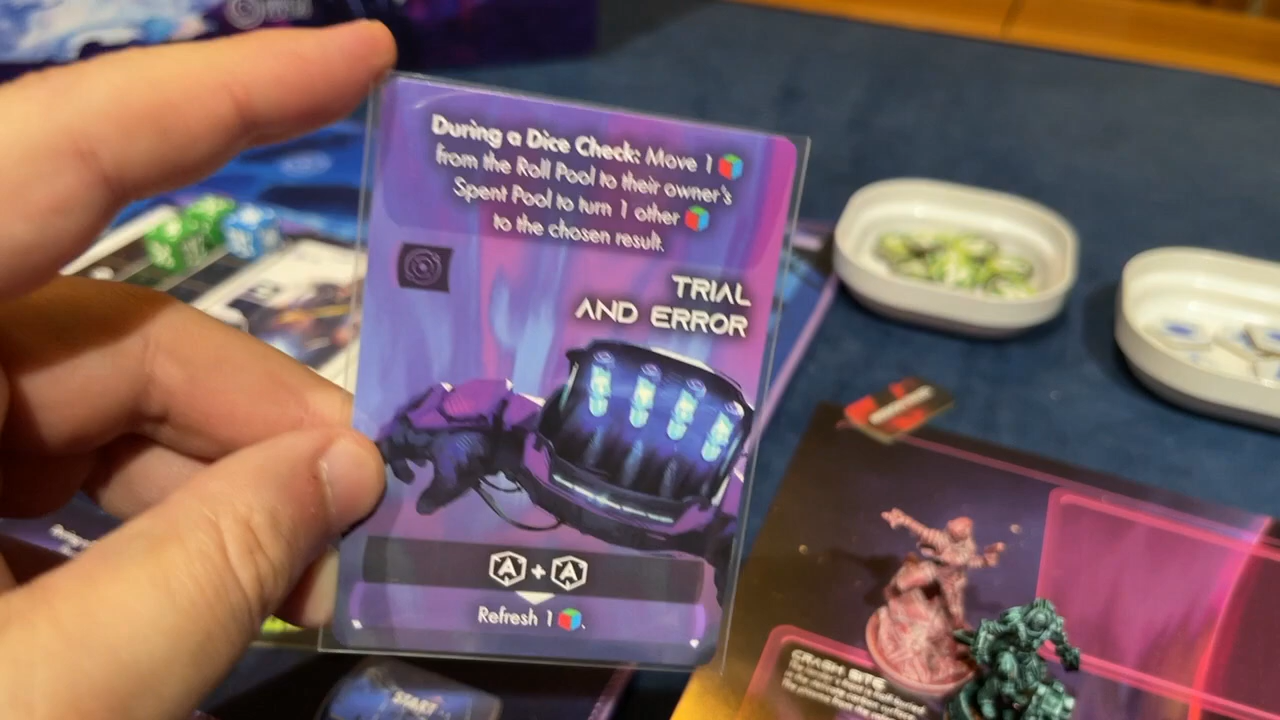 During a Dice Check: Move 1
from the Roll Pool to their owner's
Spent Pool to turn 1 other
to the chosen result.
TRIAL
AND ERROR
A + A
Refresh 1 .
START
CRASH SITE